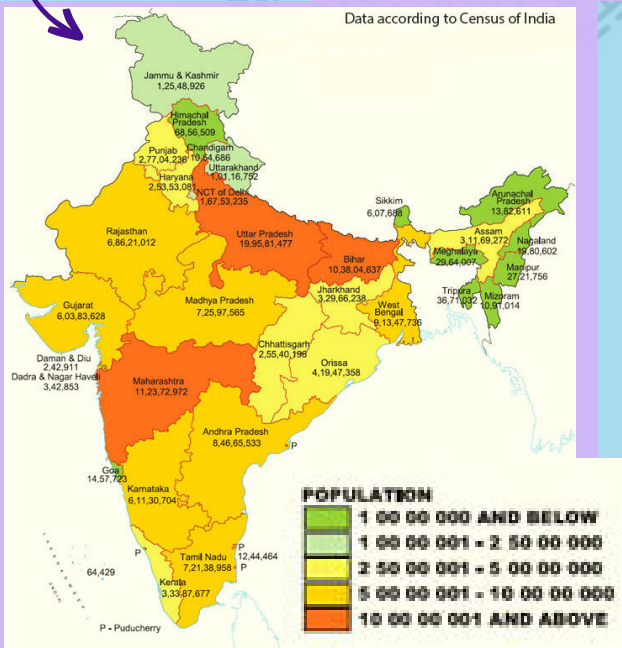 Data according to Census of India
Jammu & Kashmir
1,25,48,926
Himachal
Pradesh
68,56,509
Punjab
2,77,04,236
Chandigarh
10,54,686
Uttarakhand
1,01,16,752
Haryana
2,53,53,081
NCT of Delhi
1,67,53,235
Rajasthan
6,86,21,012
Uttar Pradesh
19,95,81,477
Bihar
10,38,04,637
Sikkim
6,07,688
Arunachal
Pradesh
13,82,611
Assam
3,11,69,272
Nagaland
19,80,602
Meghalaya
29,64,007
Manipur
27,21,756
Tripura
36,71,032
Mizoram
10,91,014
Gujarat
6,03,83,628
Madhya Pradesh
7,25,97,565
Jharkhand
3,29,66,238
West
Bengal
9,13,47,736
Chhattisgarh
2,55,40,196
Orissa
4,19,47,358
Daman & Diu
2,42,911
Dadra & Nagar Haveli
3,42,853
Maharashtra
11,23,72,972
Andhra Pradesh
8,46,65,533
P
Goa
14,57,723
Karnataka
6,11,30,704
P
Tamil Nadu
7,21,38,958
P
12,44,464
P
64,429
Kerala
3,33,87,677
P - Puducherry
POPULATION
1 00 00 000 AND BELOW
1 00 00 001 - 2 50 00 000
2 50 00 001 - 5 00 00 000
5 00 00 001 - 10 00 00 000
10 00 00 001 AND ABOVE